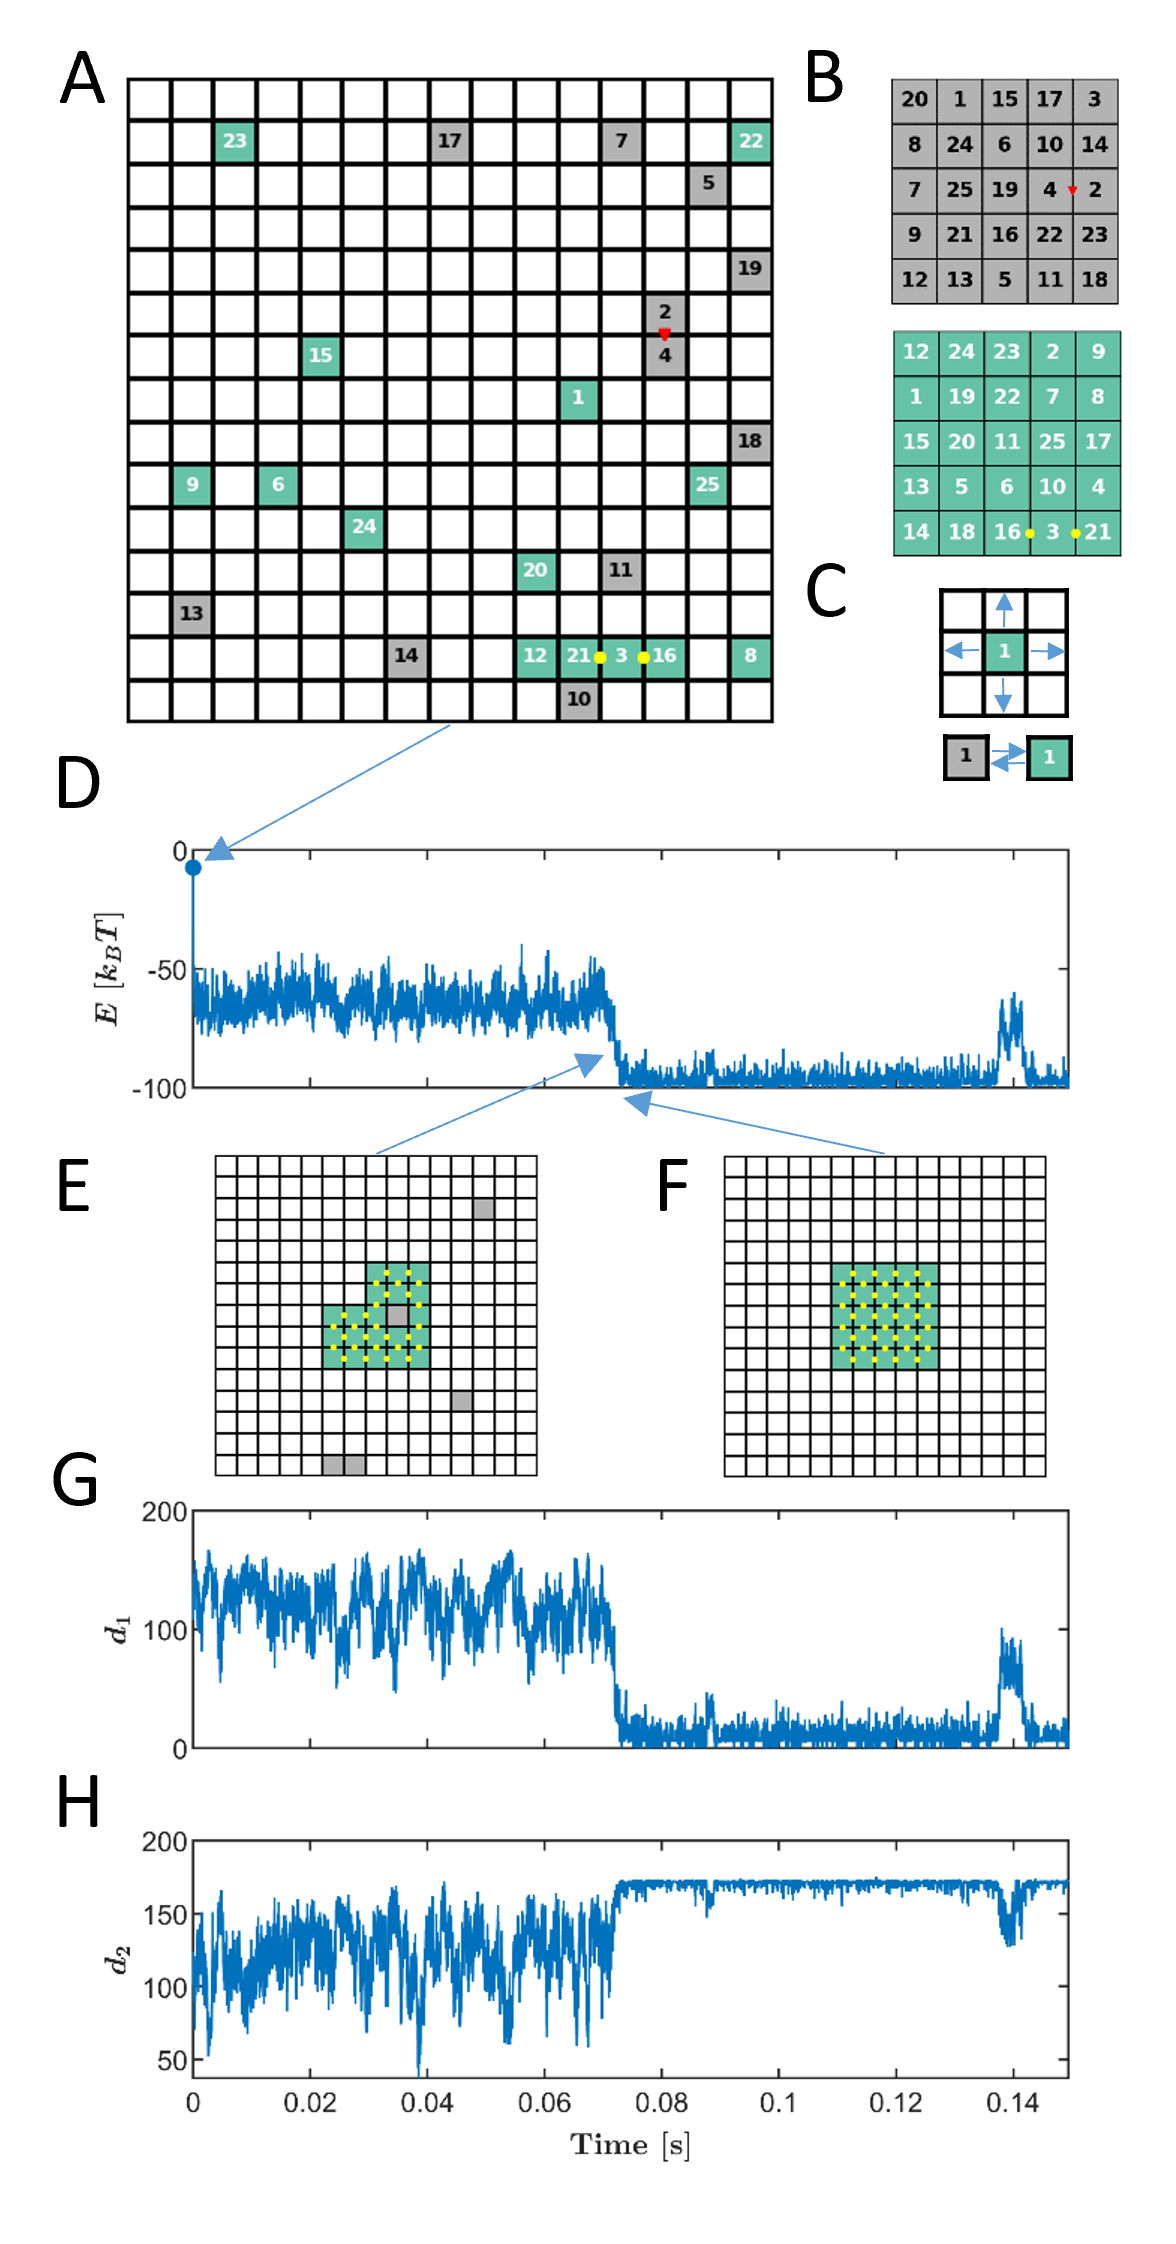 A
B
23 17 7 22
5
19
2
15 4
1
18
9 6 25
24
20 11
13
14 12 21 3 16 8
10
20 1 15 17 3
8 24 6 10 14
7 25 19 4 2
9 21 16 22 23
12 13 5 11 18
12 24 23 2 9
1 19 22 7 8
15 20 11 25 17
13 5 6 10 4
14 18 16 3 21
C
1
1 1
D
0
-50
-100
E [k_BT]
E
F
G
200
100
0
d₁
H
200
150
100
50
d₂
0 0.02 0.04 0.06 0.08 0.1 0.12 0.14
Time [s]